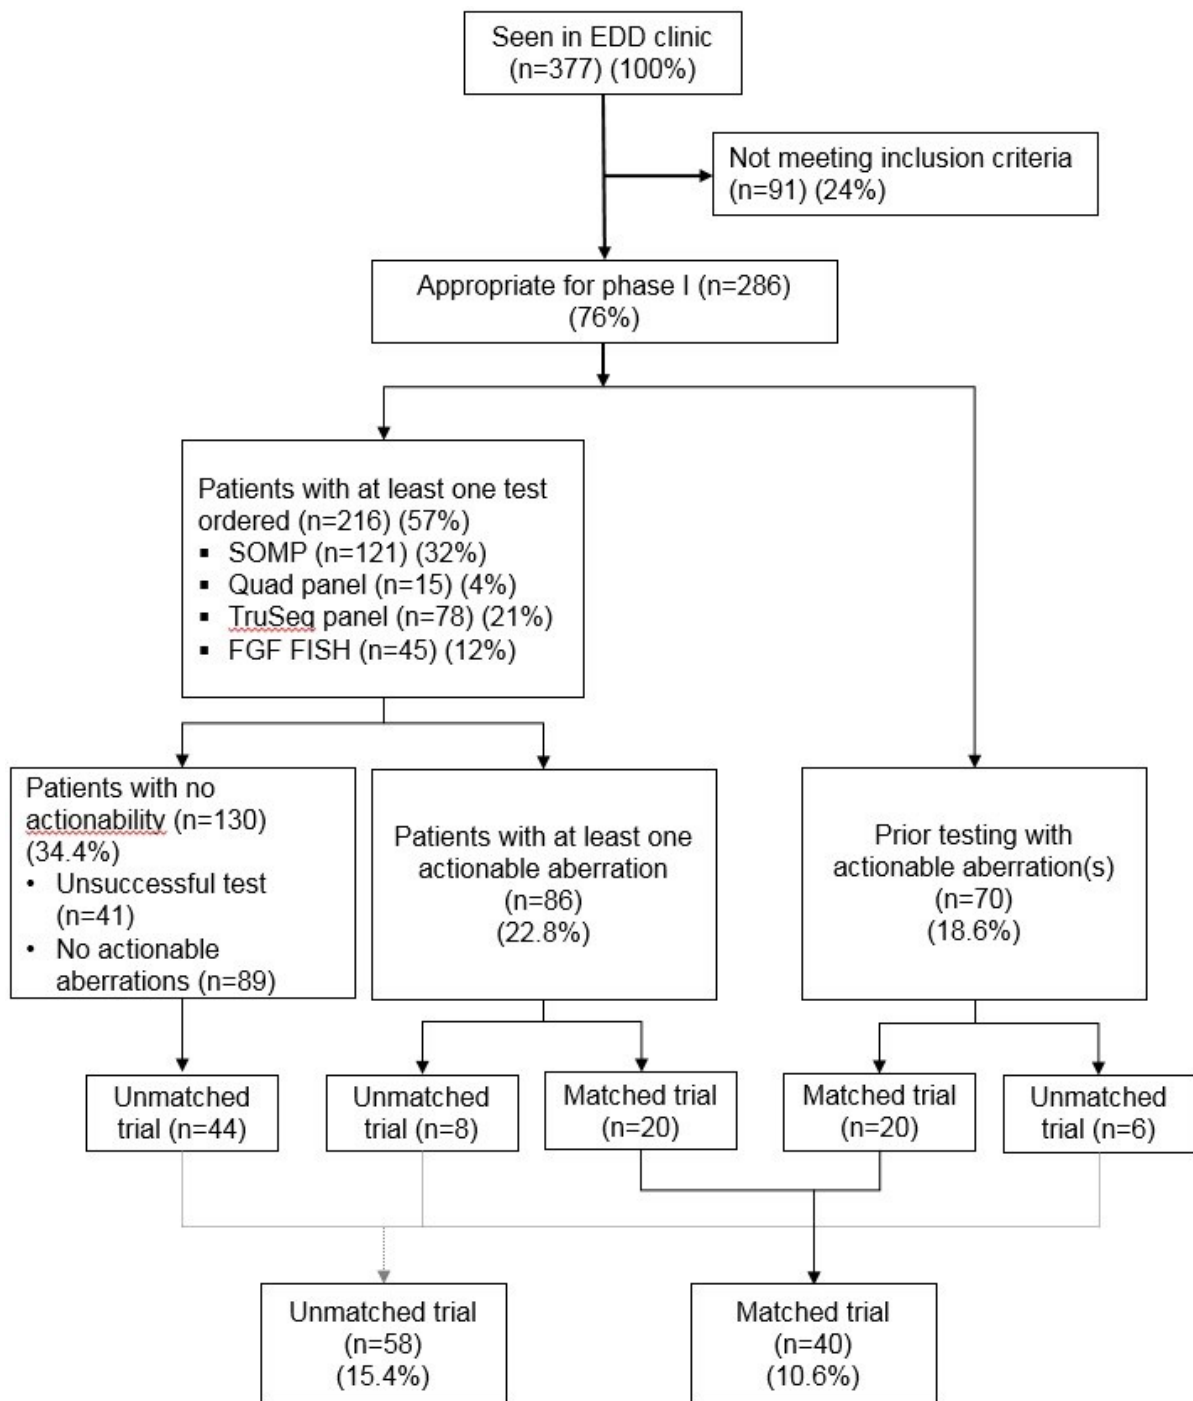 Seen in EDD clinic
(n=377) (100%)
Not meeting inclusion criteria
(n=91) (24%)
Appropriate for phase I (n=286)
(76%)
Patients with at least one test
ordered (n=216) (57%)
▪ SOMP (n=121) (32%)
▪ Quad panel (n=15) (4%)
▪ TruSeq panel (n=78) (21%)
▪ FGF FISH (n=45) (12%)
Patients with no
actionability (n=130)
(34.4%)
• Unsuccessful test
(n=41)
• No actionable
aberrations (n=89)
Patients with at least one
actionable aberration
(n=86)
(22.8%)
Prior testing with
actionable aberration(s)
(n=70)
(18.6%)
Unmatched
trial (n=44)
Unmatched
trial (n=8)
Matched trial
(n=20)
Matched trial
(n=20)
Unmatched
trial (n=6)
Unmatched trial
(n=58)
(15.4%)
Matched trial
(n=40)
(10.6%)